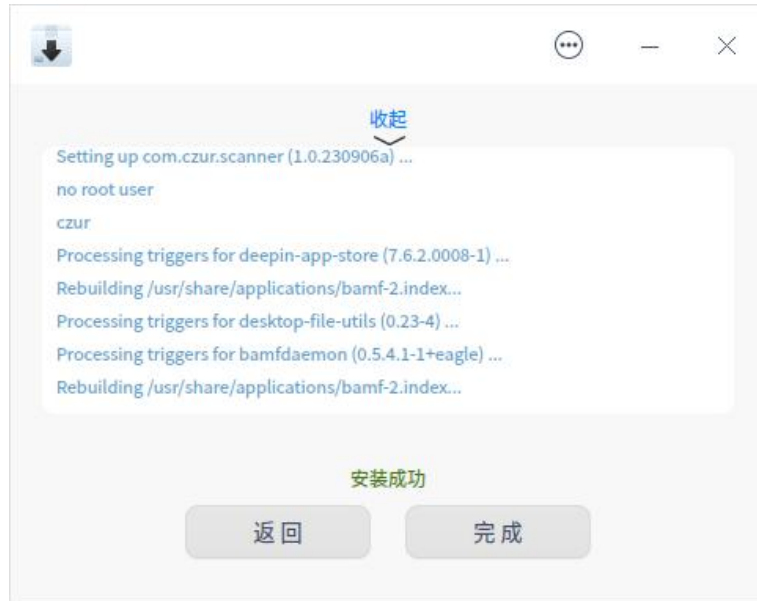 收起
Setting up com.czur.scanner (1.0.230906a) ...
no root user
czur
Processing triggers for deepin-app-store (7.6.2.0008-1) ...
Rebuilding /usr/share/applications/bamf-2.index...
Processing triggers for desktop-file-utils (0.23-4) ...
Processing triggers for bamfdaemon (0.5.4.1-1+eagle) ...
Rebuilding /usr/share/applications/bamf-2.index...
安装成功
返回 完成